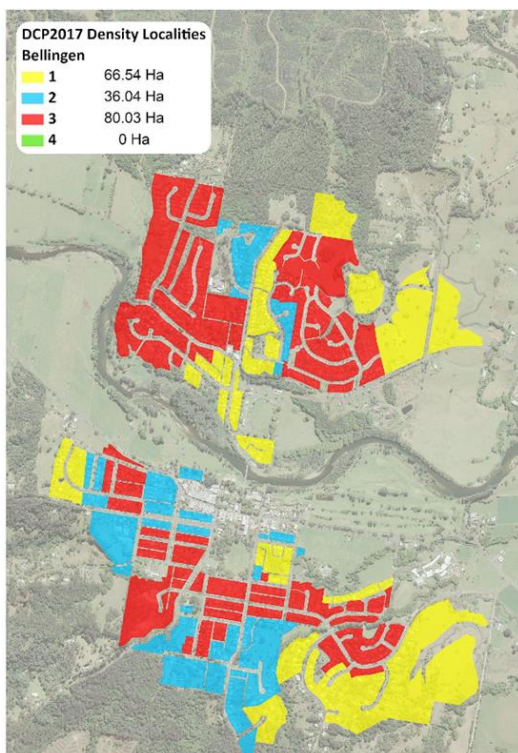 DCP2017 Density Localities
Bellingen
1 66.54 Ha
2 36.04 Ha
3 80.03 Ha
4 0 Ha